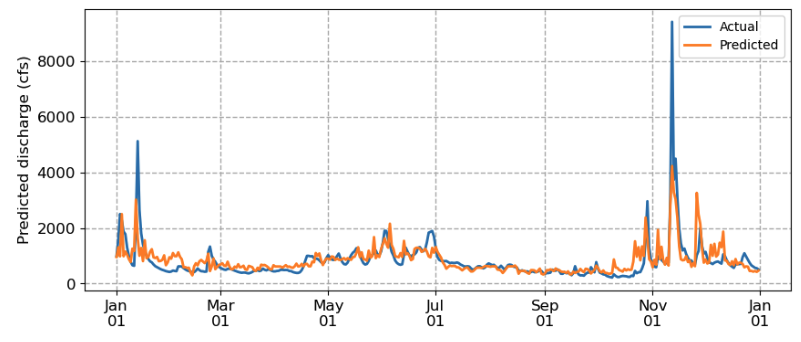 Actual
Predicted
Predicted discharge (cfs)
8000
6000
4000
2000
0
Jan Mar May Jul Sep Nov Jan
01 01 01 01 01 01 01